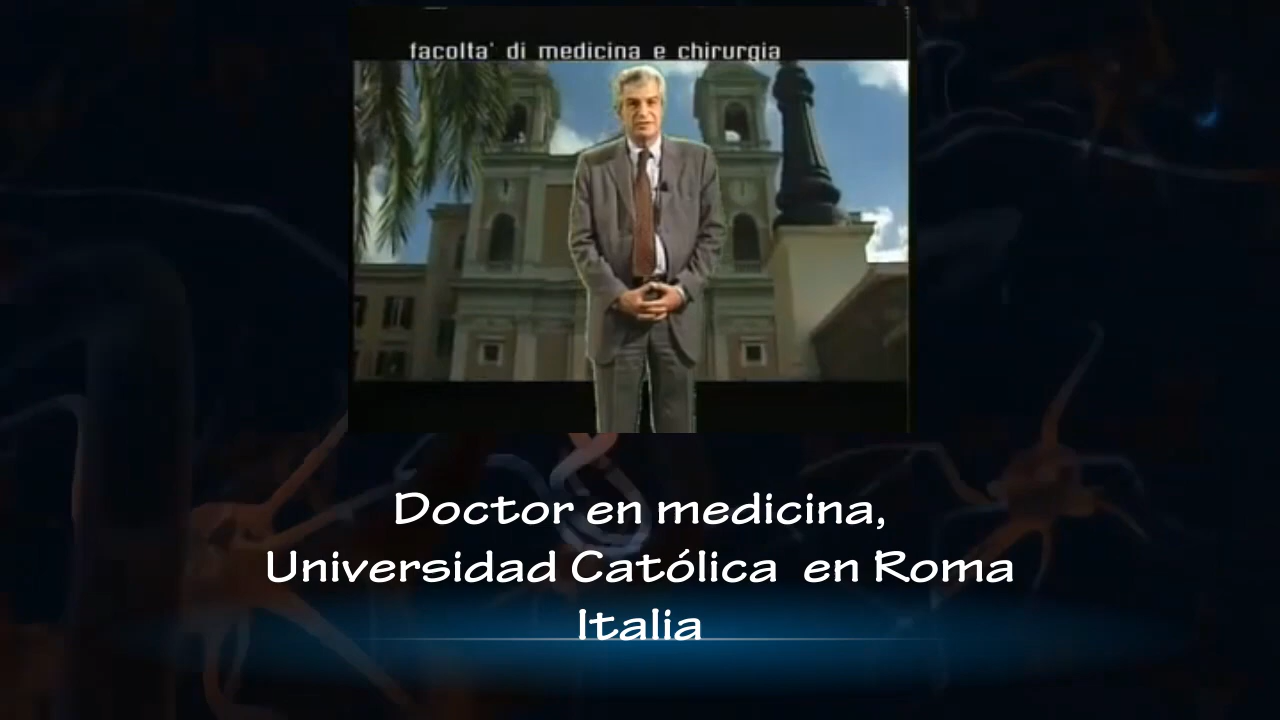 facolta' di medicina e chirurgia
Doctor en medicina,
Universidad Católica en Roma
Italia